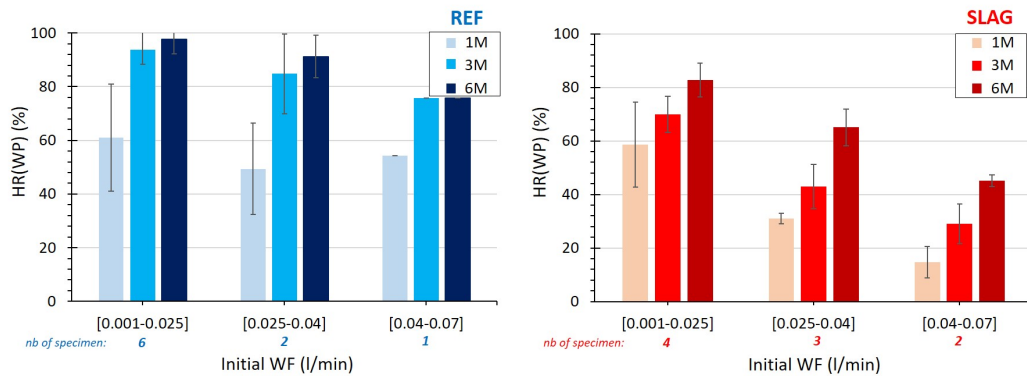 REF
1M
3M
6M
HR(WP) (%)
100
80
60
40
20
0
[0.001-0.025]
[0.025-0.04]
[0.04-0.07]
nb of specimen:
6
2
1
Initial WF (l/min)
SLAG
1M
3M
6M
HR(WP) (%)
100
80
60
40
20
0
[0.001-0.025]
[0.025-0.04]
[0.04-0.07]
nb of specimen:
4
3
2
Initial WF (l/min)